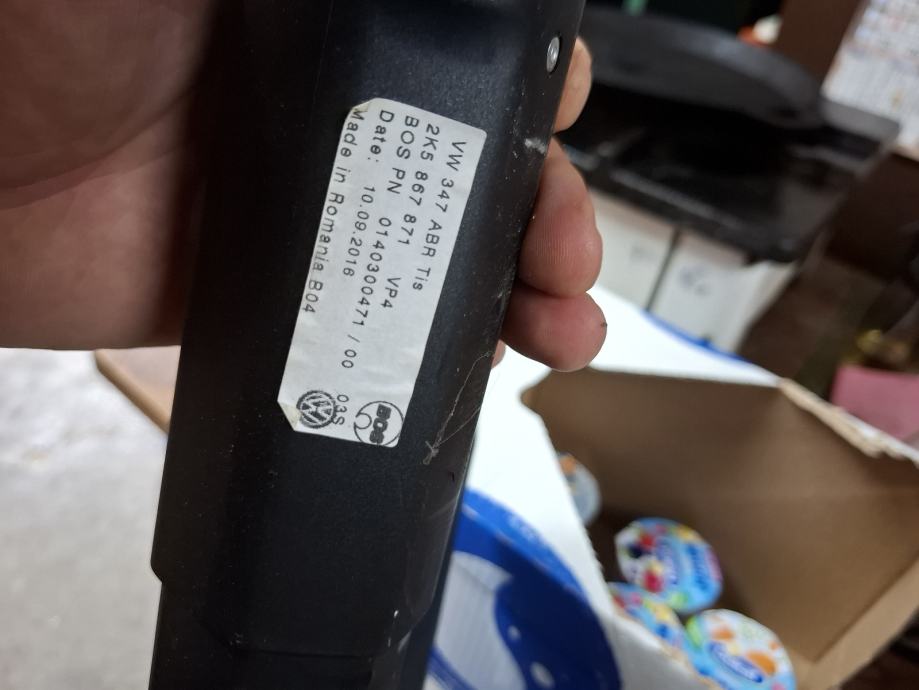 VW 347 ABR Tis
2K5 867 871 VP4
BOS PN 0140300471 / 00
Date: 10.09.2016 03S
Made in Romania B04
BOS
VW